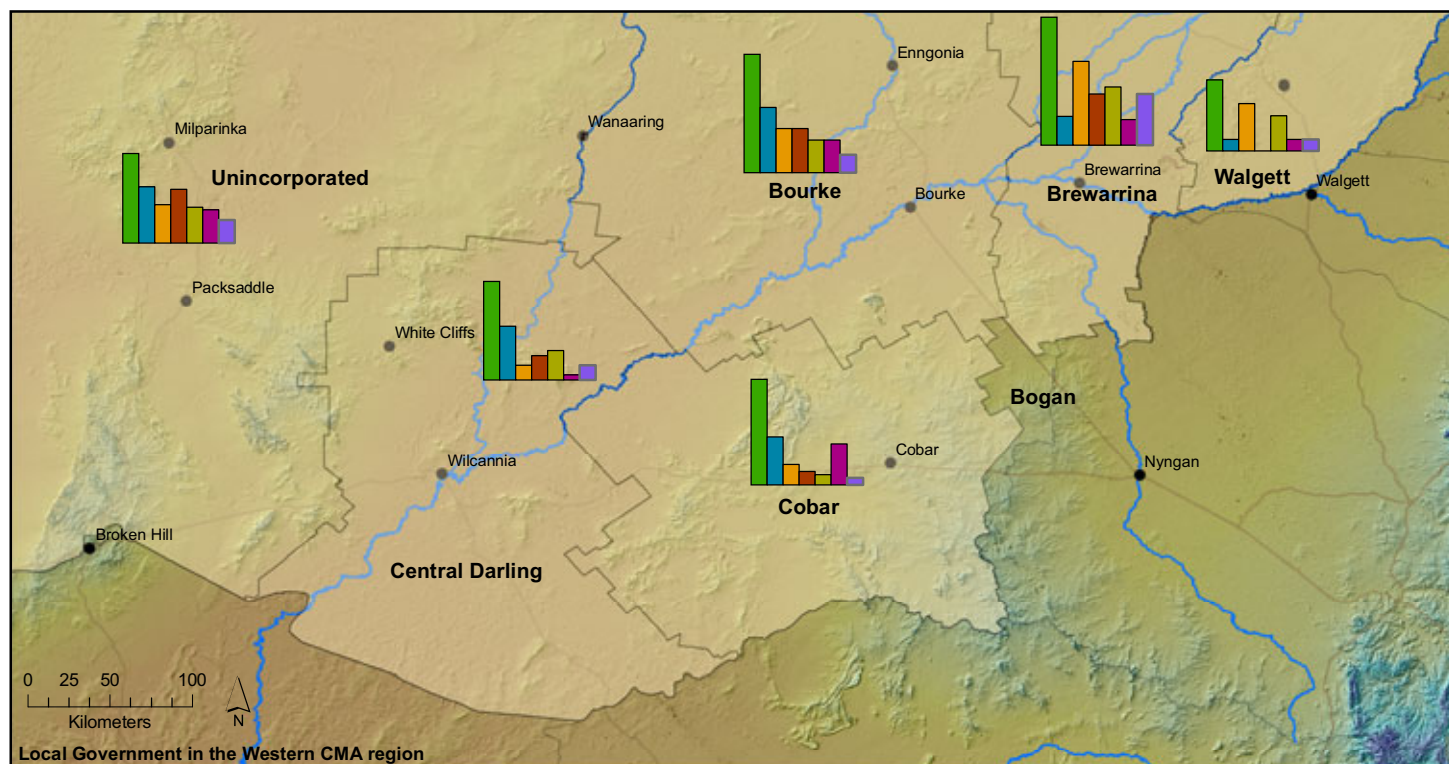 Enngonia
Milparinka
Wanaaring
Unincorporated
Bourke
Brewarrina
Brewarrina
Walgett
Walgett
Bourke
Packsaddle
White Cliffs
Bogan
Wilcannia
Cobar
Cobar
Nyngan
Broken Hill
Central Darling
0 25 50 100
Kilometers
N
Local Government in the Western CMA region